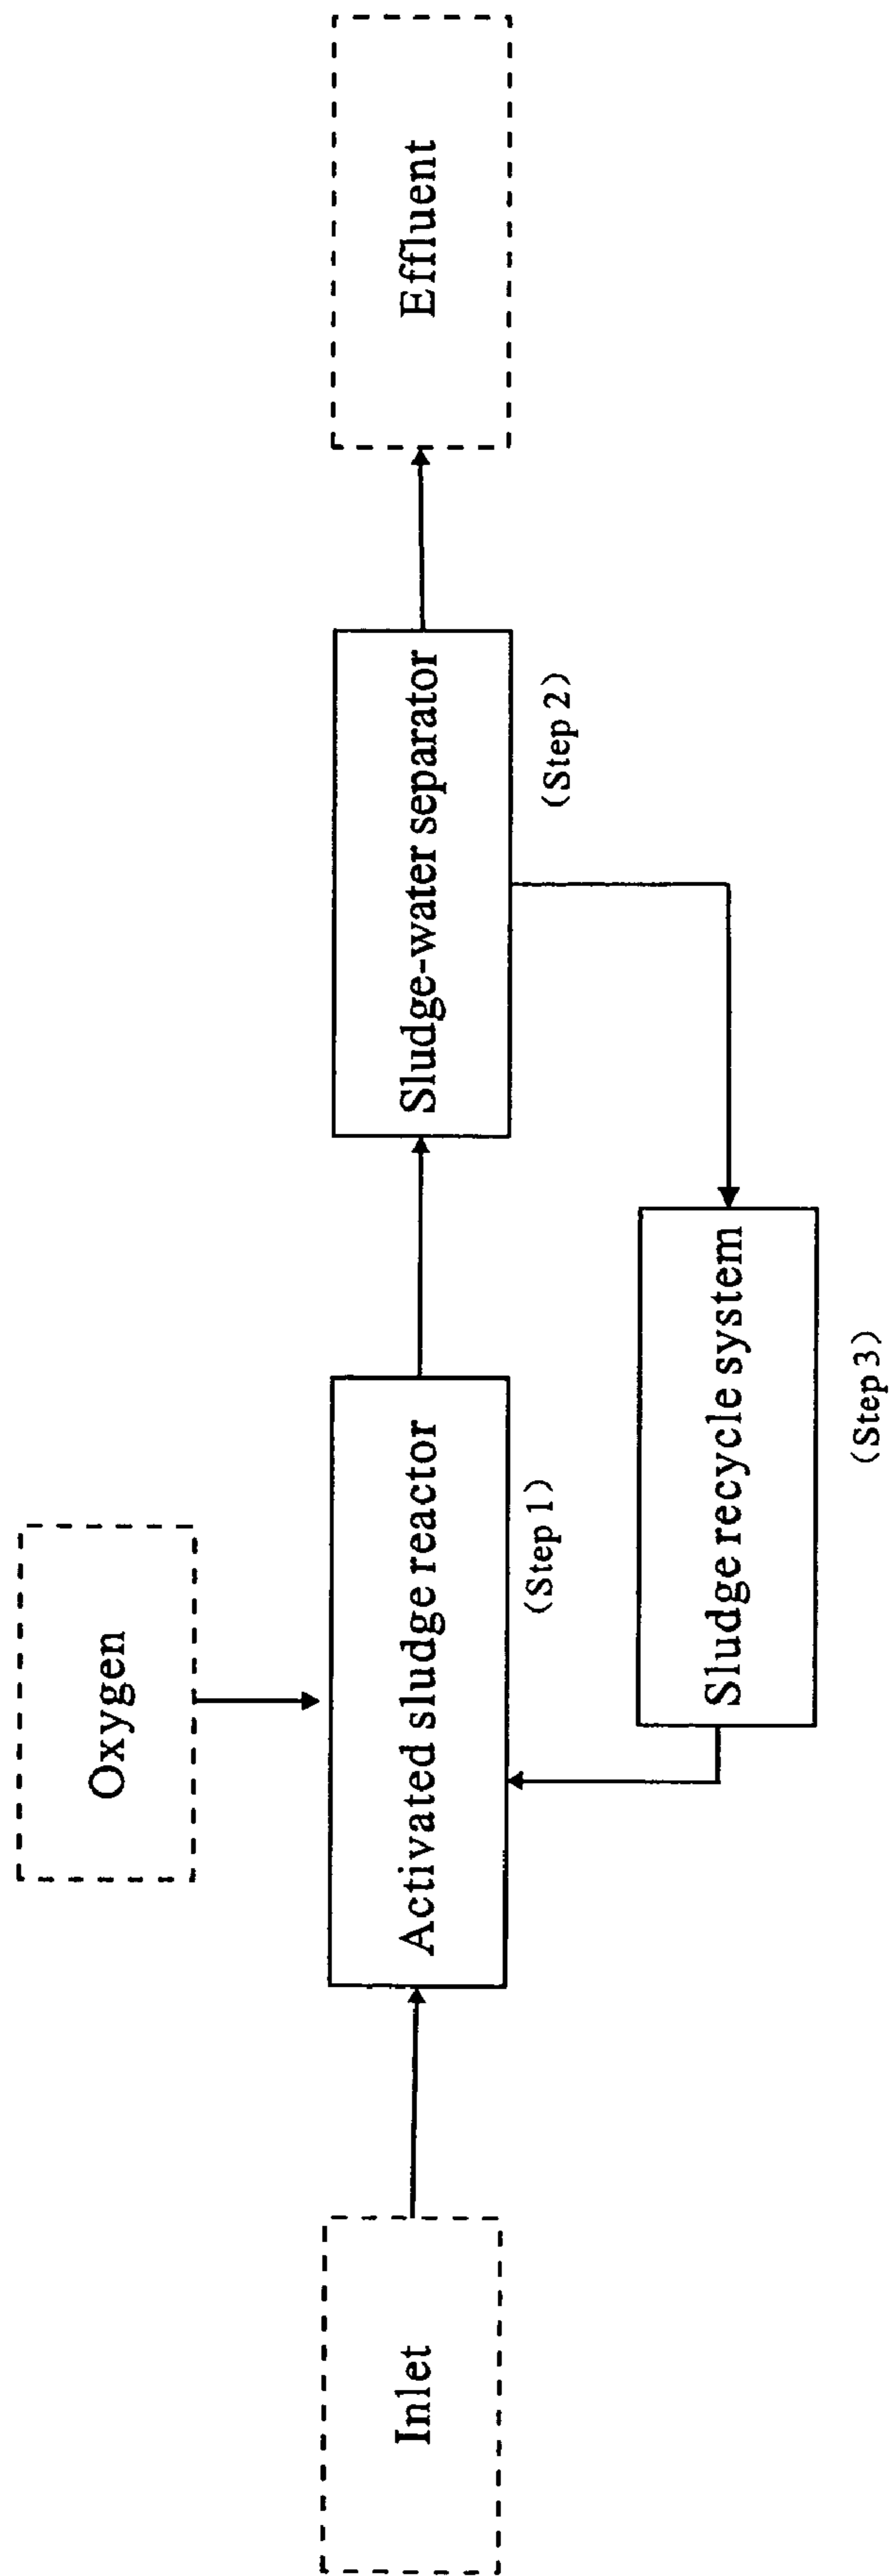 Oxygen
Inlet
Activated sludge reactor
(Step 1)
Sludge-water separator
(Step 2)
Effluent
Sludge recycle system
(Step 3)